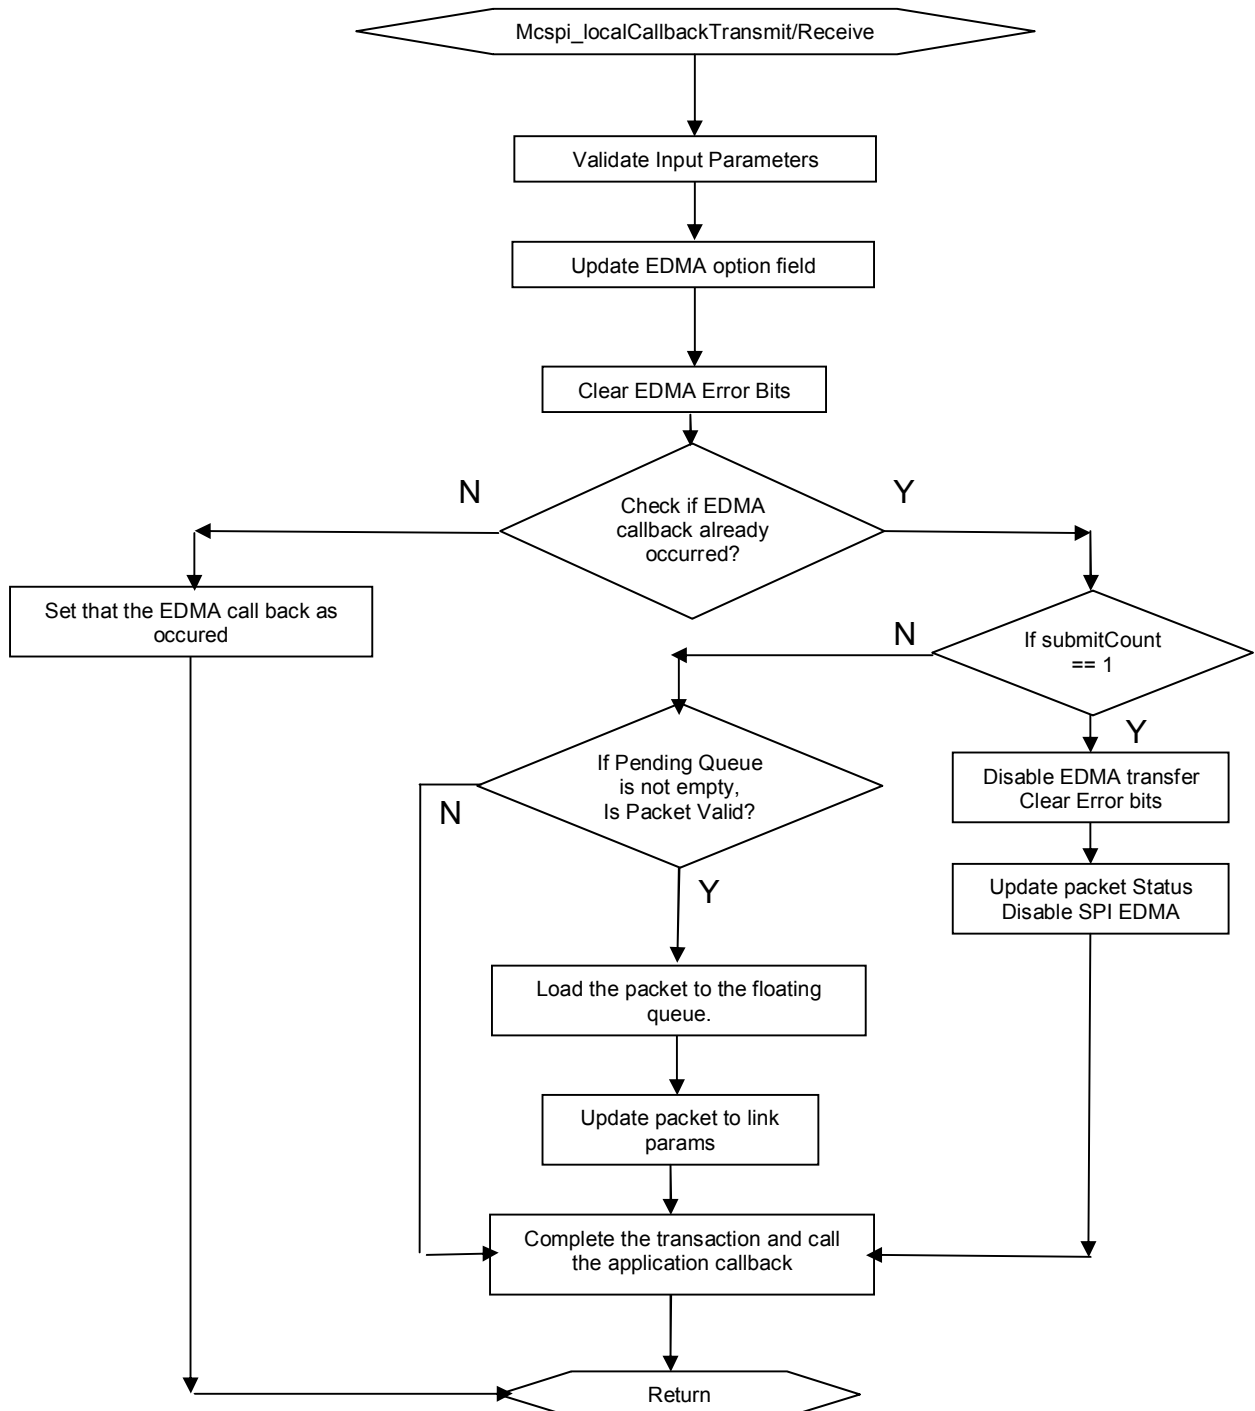 Mcspi_localCallbackTransmit/Receive
Validate Input Parameters
Update EDMA option field
Clear EDMA Error Bits
N
Y
Check if EDMA
callback already
occurred?
Set that the EDMA call back as
occured
N
If submitCount
== 1
Y
If Pending Queue
is not empty,
Is Packet Valid?
N
Disable EDMA transfer
Clear Error bits
Y
Update packet Status
Disable SPI EDMA
Load the packet to the floating
queue.
Update packet to link
params
Complete the transaction and call
the application callback
Return